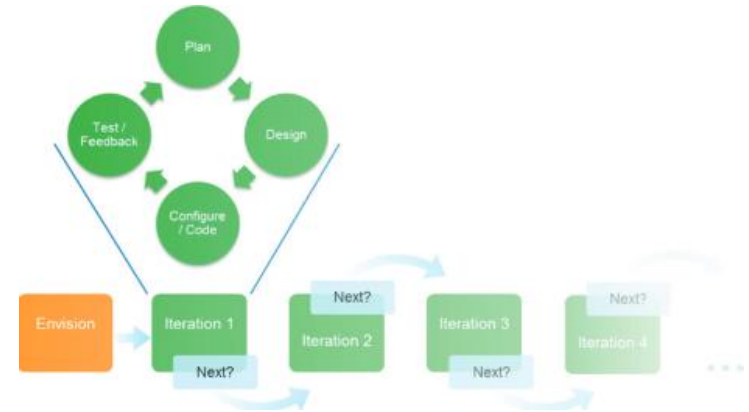 Plan
Test /
Feedback
Design
Configure
/ Code
Envision
Iteration 1
Next?
Next?
Iteration 2
Iteration 3
Next?
Next?
Iteration 4
...